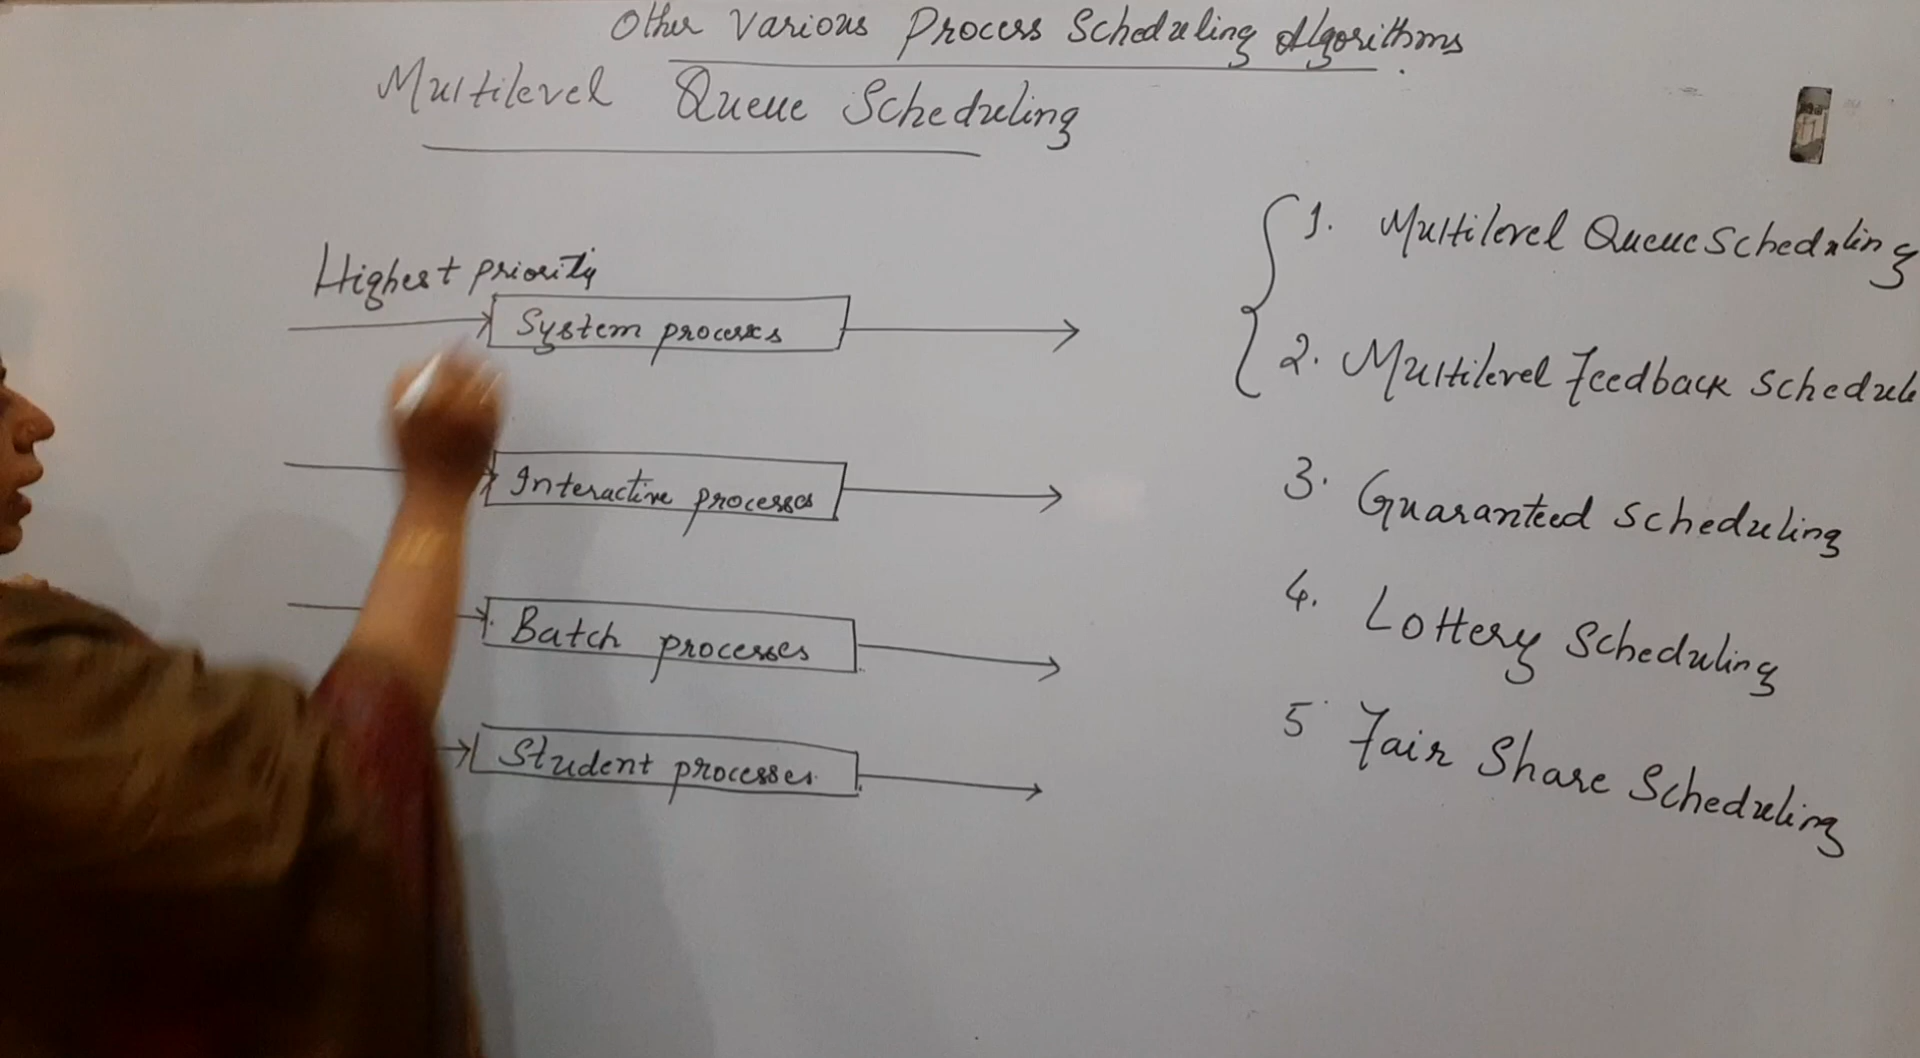 Other Various Process Scheduling Algorithms
Multilevel Queue Scheduling
Highest priority
System processes
Interactive processes
Batch processes
Student processes
1. Multilevel Queue Scheduling
2. Multilevel Feedback Schedul
3. Guaranteed Scheduling
4. Lottery Scheduling
5 Fair Share Scheduling